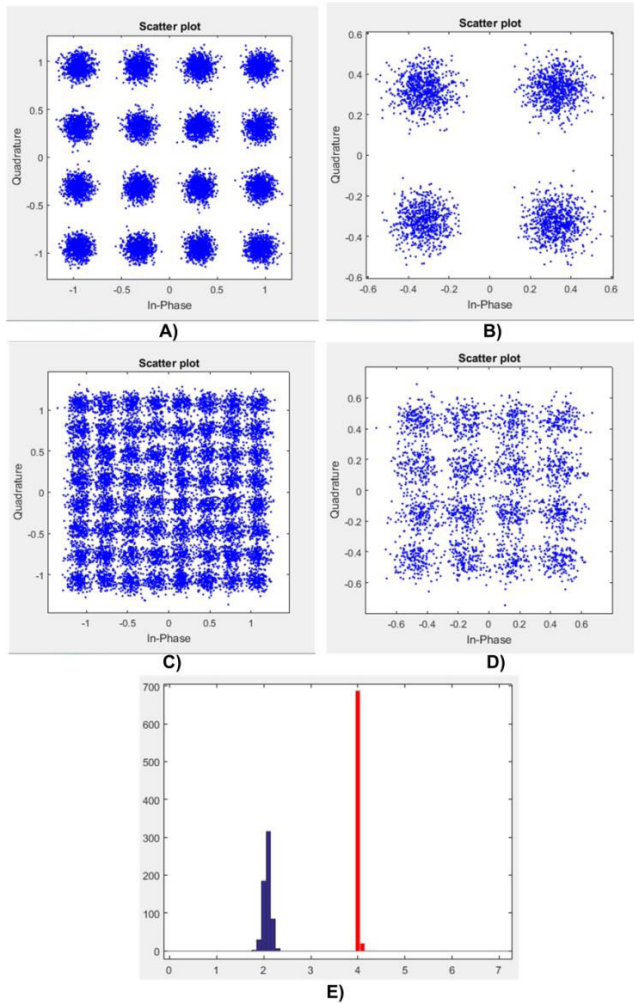 Scatter plot
Quadrature
1
0.5
0
-0.5
-1
-1 -0.5 0 0.5 1
In-Phase
A)
Scatter plot
Quadrature
0.6
0.4
0.2
0
-0.2
-0.4
-0.6
-0.6 -0.4 -0.2 0 0.2 0.4 0.6
In-Phase
B)
Scatter plot
Quadrature
1
0.5
0
-0.5
-1
-1 -0.5 0 0.5 1
In-Phase
C)
Scatter plot
Quadrature
0.6
0.4
0.2
0
-0.2
-0.4
-0.6
-0.6 -0.4 -0.2 0 0.2 0.4 0.6
In-Phase
D)
700
600
500
400
300
200
100
0
0 1 2 3 4 5 6 7
E)